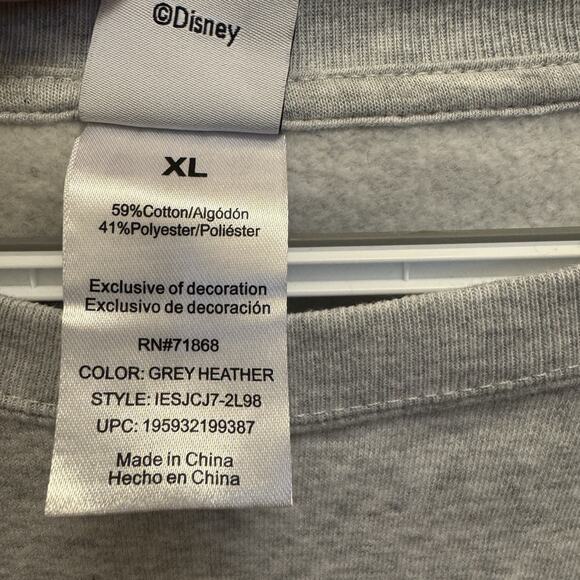 ©Disney
XL
59%Cotton/Algódón
41%Polyester/Poliéster
Exclusive of decoration
Exclusivo de decoración
RN#71868
COLOR: GREY HEATHER
STYLE: IESJCJ7-2L98
UPC: 195932199387
Made in China
Hecho en China